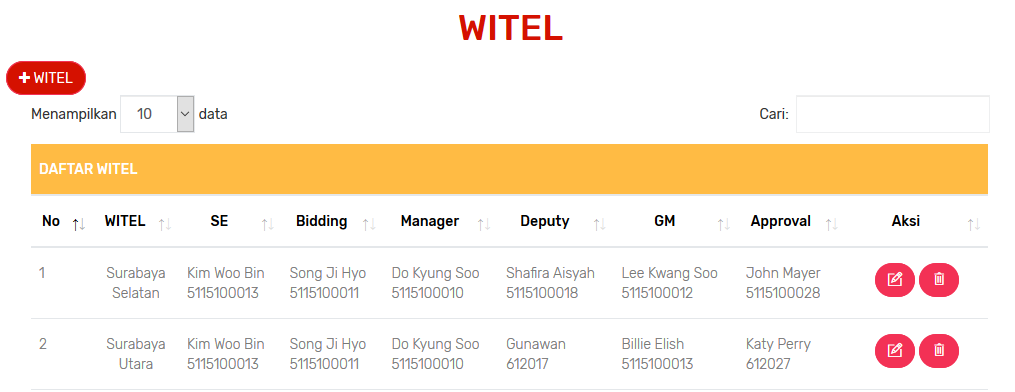 WITEL
WITEL
Menampilkan 10 data Cari:
DAFTAR WITEL
No WITEL SE Bidding Manager Deputy GM Approval Aksi
1 Surabaya Kim Woo Bin Song Ji Hyo Do Kyung Soo Shafira Aisyah Lee Kwang Soo John Mayer
Selatan 5115100013 5115100011 5115100010 5115100018 5115100012 5115100028
2 Surabaya Kim Woo Bin Song Ji Hyo Do Kyung Soo Gunawan Billie Elish Katy Perry
Utara 5115100013 5115100011 5115100010 612017 5115100013 612027